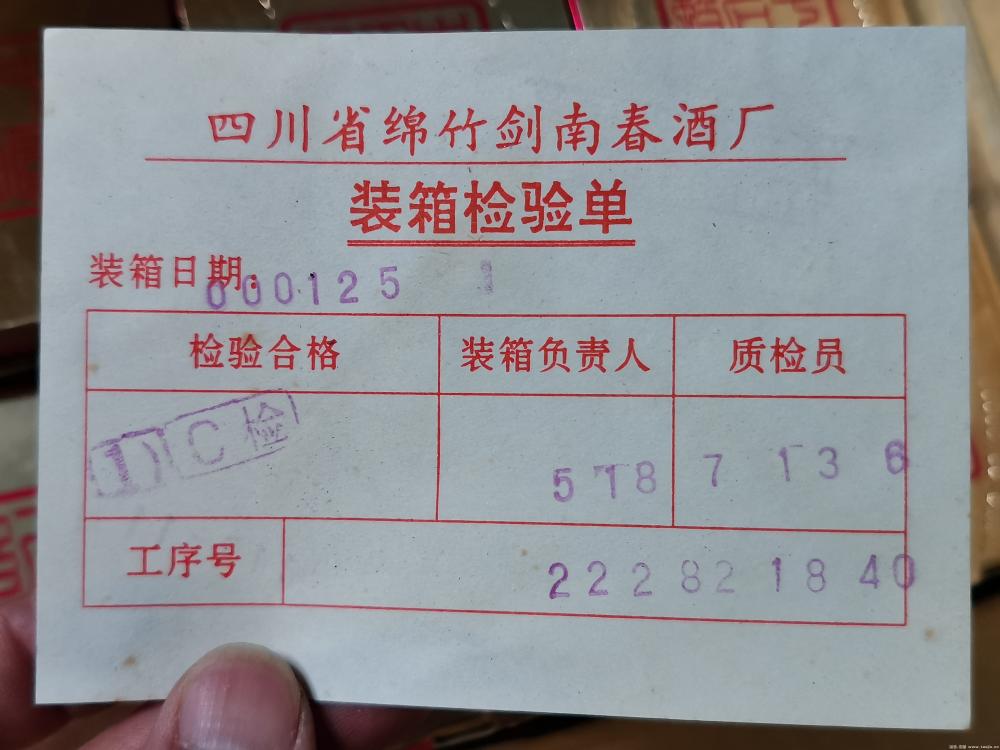 四川省绵竹剑南春酒厂
装箱检验单
装箱日期:
000125 1
检验合格 装箱负责人 质检员
C检 578 7 13 6
工序号 222 82 18 40